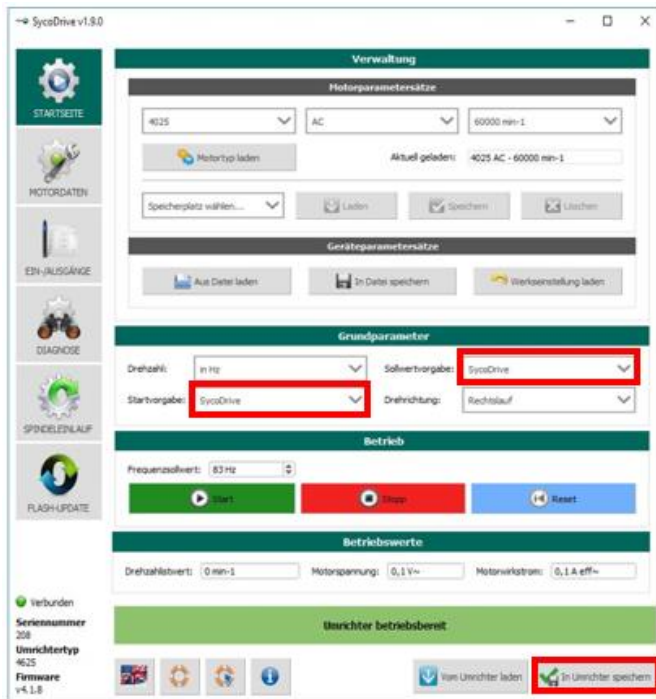 SycoDrive v1.9.0
Verwaltung
Motorparametersätze
4025 AC 60000 min-1
Motortyp laden Aktuell geladen: 4025 AC - 60000 min-1
Speicherplatz wählen... Laden Speichern Löschen
Geräteparametersätze
Aus Datei laden In Datei speichern Werkseinstellung laden
Grundparameter
Drehzahl: in Hz Sollwertvorgabe: SycoDrive
Startvorgabe: SycoDrive Drehrichtung: Rechtslauf
Betrieb
Frequenzsollwert: 83 Hz
Start Stopp Reset
Betriebswerte
Drehzahlistwert: 0 min-1 Motorspannung: 0,1 V~ Motorwirkstrom: 0,1 A eff~
Umrichter betriebsbereit
Vom Umrichter laden In Umrichter speichern
STARTSEITE
MOTORDATEN
EIN-/AUSGÄNGE
DIAGNOSE
SPINDELEINLAUF
FLASH-UPDATE
Verbunden
Seriennummer
208
Umrichtertyp
4625
Firmware
v4.1.8